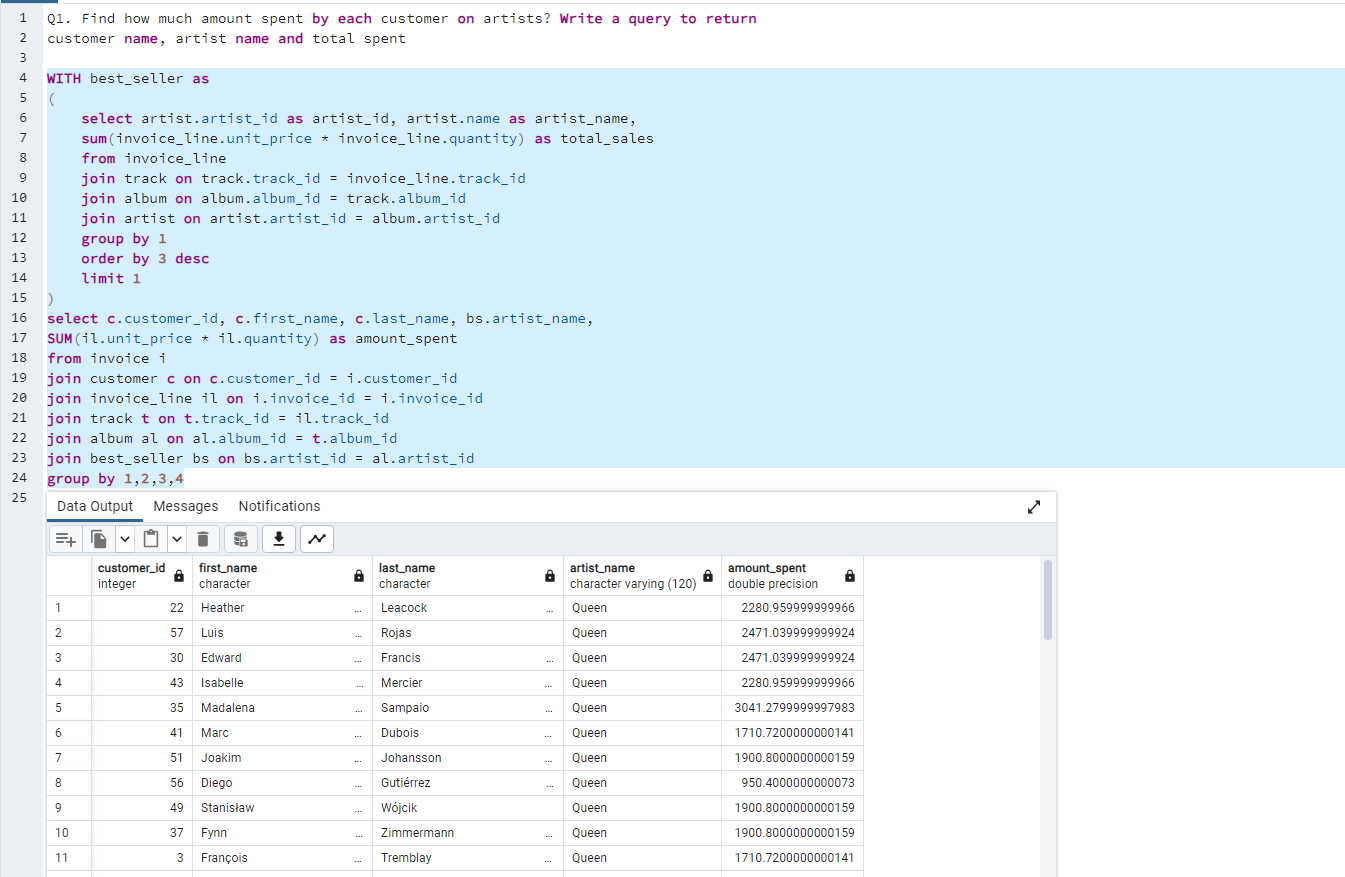 1 Q1. Find how much amount spent by each customer on artists? Write a query to return
2 customer name, artist name and total spent
3
4 WITH best_seller as
5 (
6 select artist.artist_id as artist_id, artist.name as artist_name,
7 sum(invoice_line.unit_price * invoice_line.quantity) as total_sales
8 from invoice_line
9 join track on track.track_id = invoice_line.track_id
10 join album on album.album_id = track.album_id
11 join artist on artist.artist_id = album.artist_id
12 group by 1
13 order by 3 desc
14 limit 1
15 )
16 select c.customer_id, c.first_name, c.last_name, bs.artist_name,
17 SUM(il.unit_price * il.quantity) as amount_spent
18 from invoice i
19 join customer c on c.customer_id = i.customer_id
20 join invoice_line il on i.invoice_id = i.invoice_id
21 join track t on t.track_id = il.track_id
22 join album al on al.album_id = t.album_id
23 join best_seller bs on bs.artist_id = al.artist_id
24 group by 1,2,3,4
25
Data Output Messages Notifications
customer_id first_name last_name artist_name amount_spent
integer character character character varying (120) double precision
1 22 Heather ... Leacock ... Queen 2280.959999999966
2 57 Luis ... Rojas Queen 2471.039999999924
3 30 Edward ... Francis ... Queen 2471.039999999924
4 43 Isabelle ... Mercier ... Queen 2280.959999999966
5 35 Madalena ... Sampaio ... Queen 3041.2799999997983
6 41 Marc ... Dubois ... Queen 1710.7200000000141
7 51 Joakim ... Johansson ... Queen 1900.8000000000159
8 56 Diego ... Gutiérrez ... Queen 950.4000000000073
9 49 Stanisław ... Wójcik Queen 1900.8000000000159
10 37 Fynn ... Zimmermann ... Queen 1900.8000000000159
11 3 François ... Tremblay ... Queen 1710.7200000000141